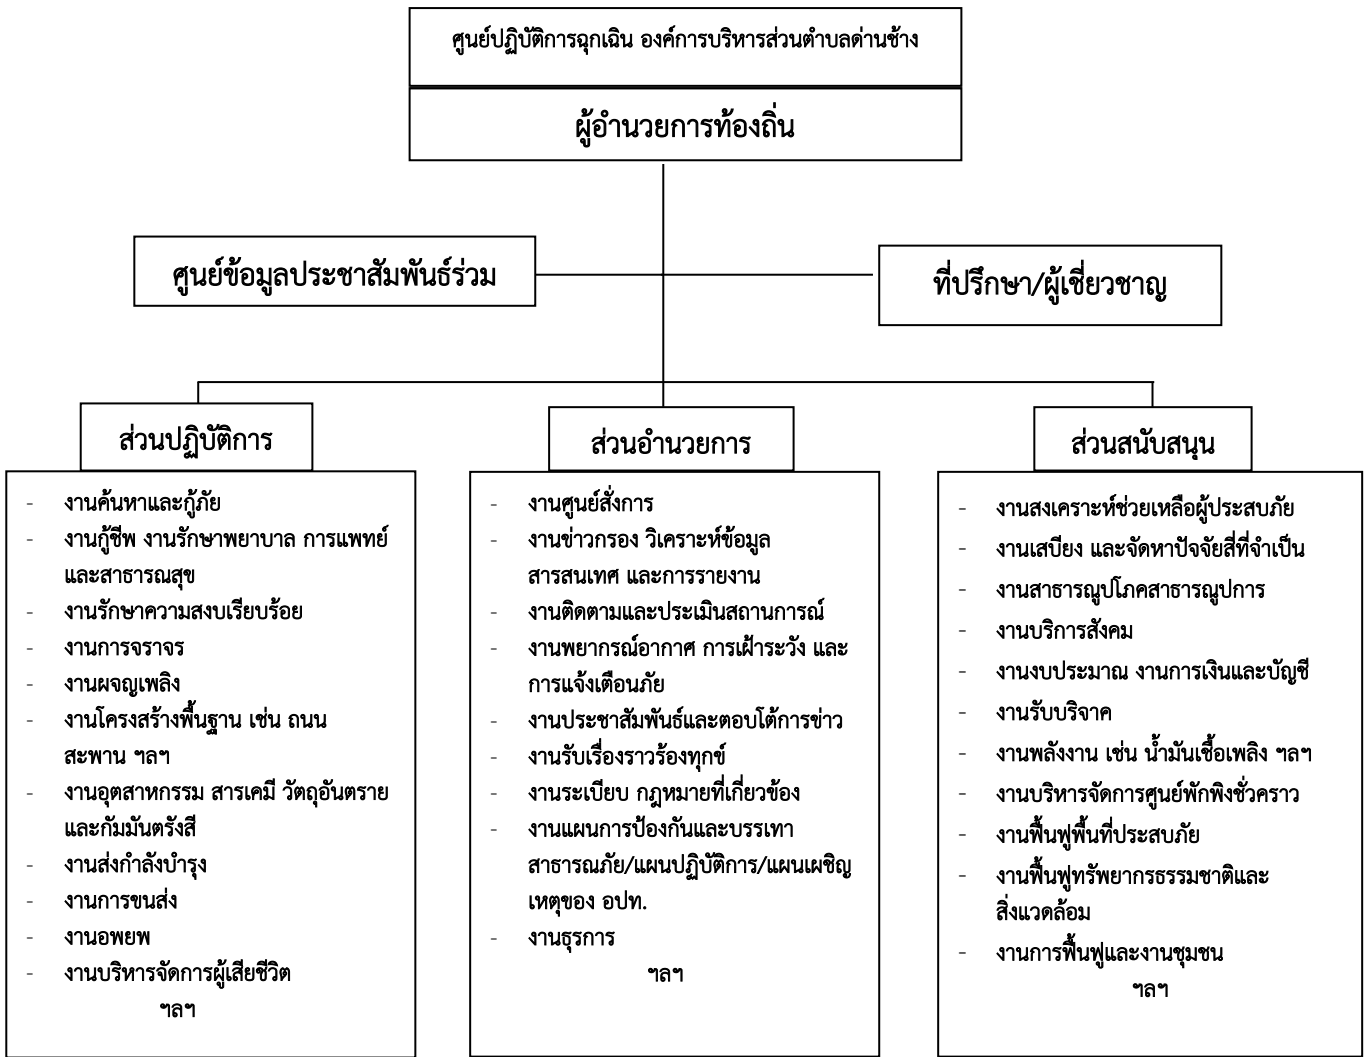 ศูนย์ปฏิบัติการฉุกเฉิน องค์การบริหารส่วนตำบลด่านช้าง
ผู้อำนวยการท้องถิ่น
ศูนย์ข้อมูลประชาสัมพันธ์ร่วม
ที่ปรึกษา/ผู้เชี่ยวชาญ
ส่วนปฏิบัติการ
- งานค้นหาและกู้ภัย
- งานกู้ชีพ งานรักษาพยาบาล การแพทย์
และสาธารณสุข
- งานรักษาความสงบเรียบร้อย
- งานการจราจร
- งานผจญเพลิง
- งานโครงสร้างพื้นฐาน เช่น ถนน
สะพาน ฯลฯ
- งานอุตสาหกรรม สารเคมี วัตถุอันตราย
และกัมมันตรังสี
- งานส่งกำลังบำรุง
- งานการขนส่ง
- งานอพยพ
- งานบริหารจัดการผู้เสียชีวิต
ฯลฯ
ส่วนอำนวยการ
- งานศูนย์สั่งการ
- งานข่าวกรอง วิเคราะห์ข้อมูล
สารสนเทศ และการรายงาน
- งานติดตามและประเมินสถานการณ์
- งานพยากรณ์อากาศ การเฝ้าระวัง และ
การแจ้งเตือนภัย
- งานประชาสัมพันธ์และตอบโต้การข่าว
- งานรับเรื่องราวร้องทุกข์
- งานระเบียบ กฎหมายที่เกี่ยวข้อง
- งานแผนการป้องกันและบรรเทา
สาธารณภัย/แผนปฏิบัติการ/แผนเผชิญ
เหตุของ อปท.
- งานธุรการ
ฯลฯ
ส่วนสนับสนุน
- งานสงเคราะห์ช่วยเหลือผู้ประสบภัย
- งานเสบียง และจัดหาปัจจัยสี่ที่จำเป็น
- งานสาธารณูปโภคสาธารณูปการ
- งานบริการสังคม
- งานงบประมาณ งานการเงินและบัญชี
- งานรับบริจาค
- งานพลังงาน เช่น น้ำมันเชื้อเพลิง ฯลฯ
- งานบริหารจัดการศูนย์พักพิงชั่วคราว
- งานฟื้นฟูพื้นที่ประสบภัย
- งานฟื้นฟูทรัพยากรธรรมชาติและ
สิ่งแวดล้อม
- งานการฟื้นฟูและงานชุมชน
ฯลฯ